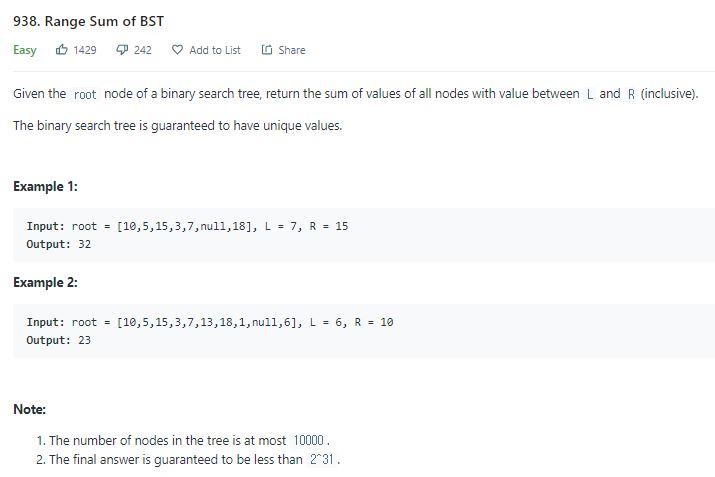 938. Range Sum of BST
Easy 1429 242 Add to List Share
Given the root node of a binary search tree, return the sum of values of all nodes with value between L and R (inclusive).
The binary search tree is guaranteed to have unique values.
Example 1:
Input: root = [10,5,15,3,7,null,18], L = 7, R = 15
Output: 32
Example 2:
Input: root = [10,5,15,3,7,13,18,1,null,6], L = 6, R = 10
Output: 23
Note:
1. The number of nodes in the tree is at most 10000.
2. The final answer is guaranteed to be less than 2^31.